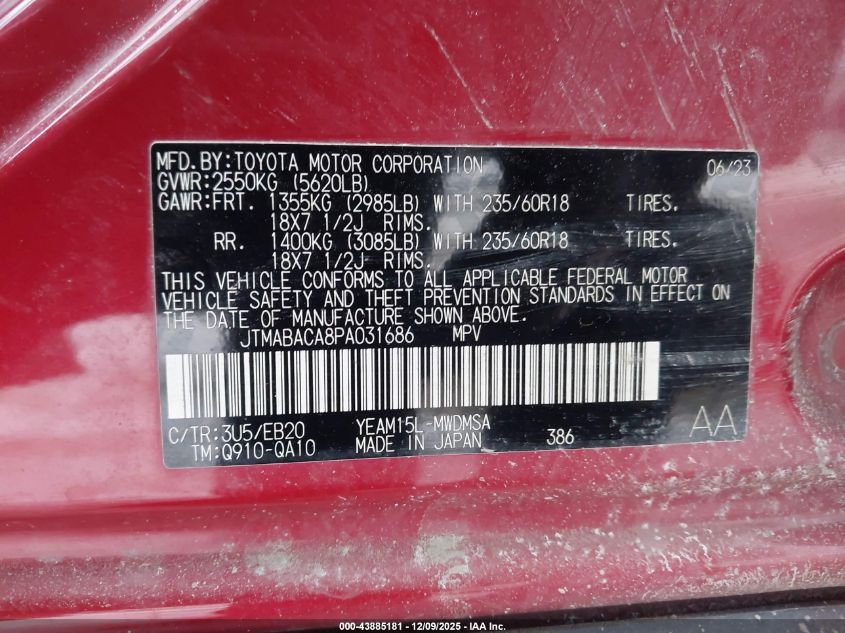 MFD. BY: TOYOTA MOTOR CORPORATION 06/23
GVWR: 2550KG (5620LB)
GAWR: FRT. 1355KG (2985LB) WITH 235/60R18 TIRES.
18X7 1/2J RIMS.
RR. 1400KG (3085LB) WITH 235/60R18 TIRES.
18X7 1/2J RIMS.
THIS VEHICLE CONFORMS TO ALL APPLICABLE FEDERAL MOTOR
VEHICLE SAFETY AND THEFT PREVENTION STANDARDS IN EFFECT ON
THE DATE OF MANUFACTURE SHOWN ABOVE.
JTMABACA8PA031686 MPV
C/TR: 3U5/EB20 YEAM15L-MWDMSA AA
TM: Q910-QA10 MADE IN JAPAN 386
000-43885181 - 12/09/2025 - IAA Inc.